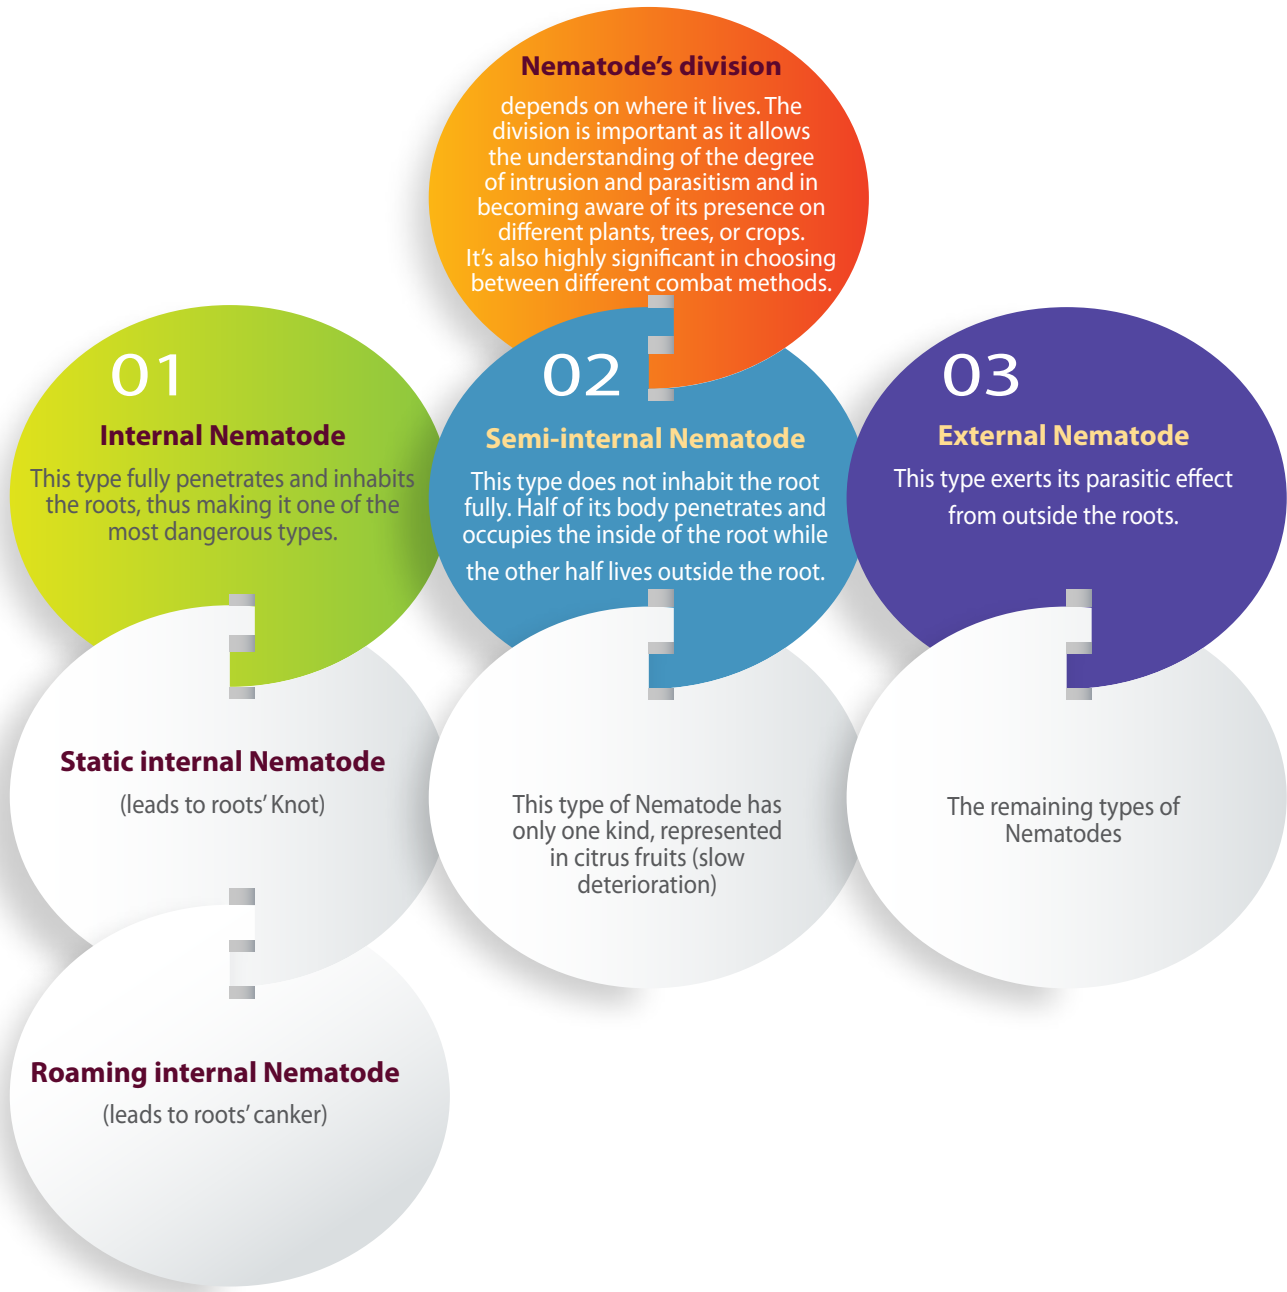 Nematode’s division
depends on where it lives. The
division is important as it allows
the understanding of the degree
of intrusion and parasitism and in
becoming aware of its presence on
different plants, trees, or crops.
It’s also highly significant in choosing
between different combat methods.
01
Internal Nematode
This type fully penetrates and inhabits
the roots, thus making it one of the
most dangerous types.
Static internal Nematode
(leads to roots’ Knot)
Roaming internal Nematode
(leads to roots’ canker)
02
Semi-internal Nematode
This type does not inhabit the root
fully. Half of its body penetrates and
occupies the inside of the root while
the other half lives outside the root.
This type of Nematode has
only one kind, represented
in citrus fruits (slow
deterioration)
03
External Nematode
This type exerts its parasitic effect
from outside the roots.
The remaining types of
Nematodes